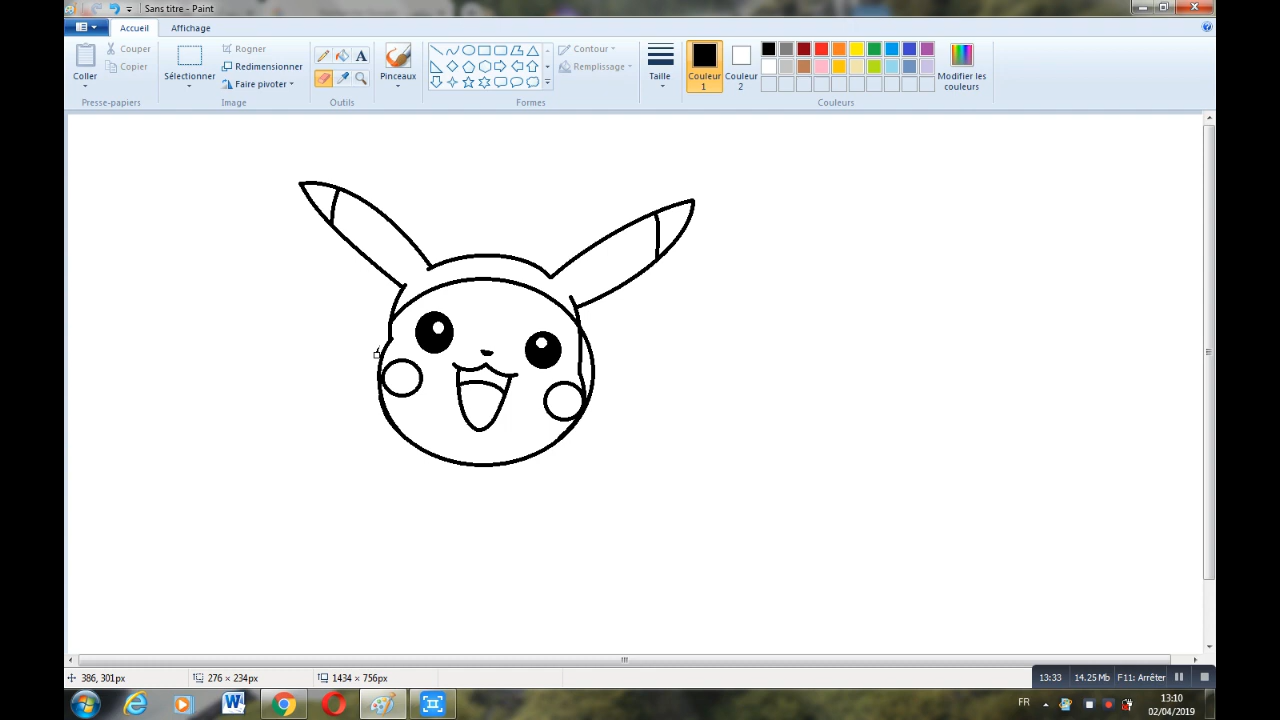 Sans titre - Paint
Accueil
Affichage
Coller
Couper
Copier
Presse-papiers
Sélectionner
Rogner
Redimensionner
Faire pivoter
Image
A
Outils
Pinceaux
Contour
Remplissage
Formes
Taille
Couleur
1
Couleur
2
Modifier les
couleurs
Couleurs
386, 301px
276 × 234px
1434 × 756px
13:33
14.25 Mb
F11: Arrêter
W
FR
13:10
02/04/2019